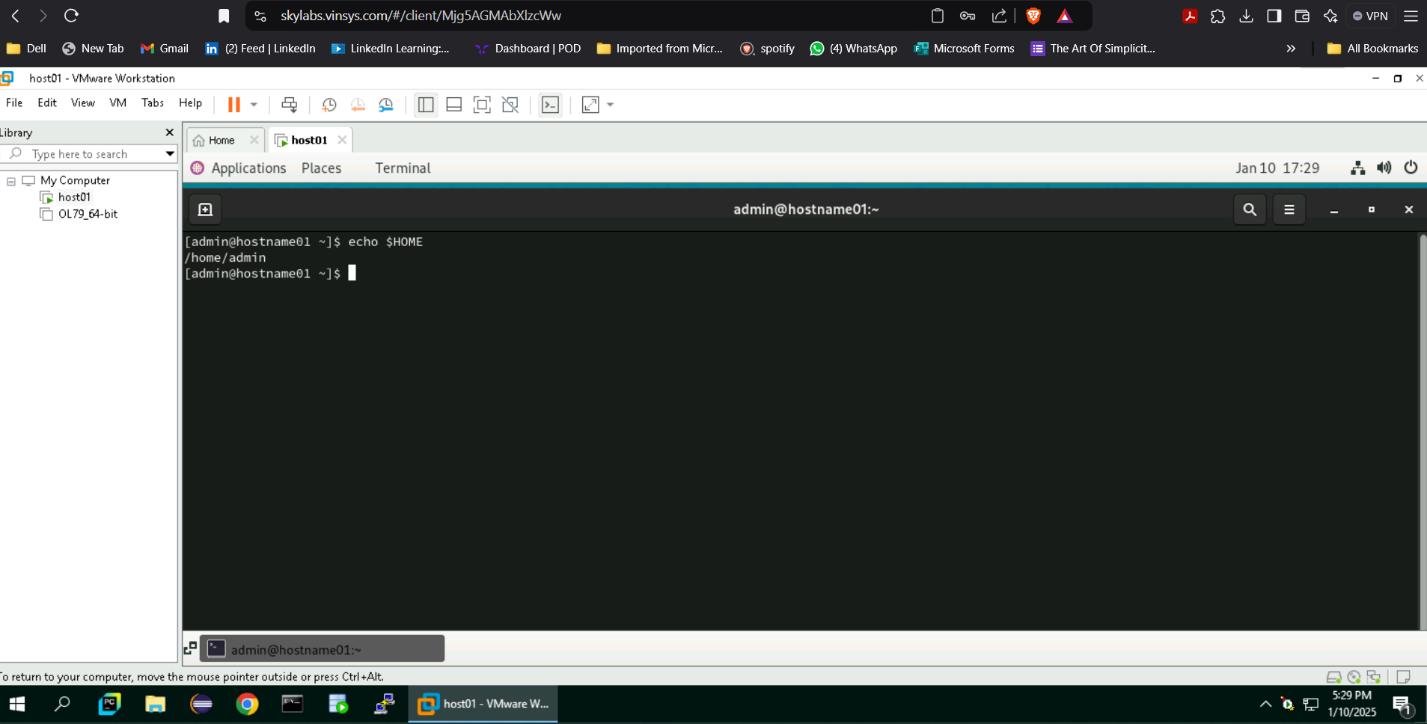 skylabs.vinsys.com/#/client/Mjg5AGMAbXlzcWw
VPN
Dell
New Tab
Gmail
(2) Feed | LinkedIn
LinkedIn Learning:...
Dashboard | POD
Imported from Micr...
spotify
(4) WhatsApp
Microsoft Forms
The Art Of Simplicit...
»
All Bookmarks
host01 - VMware Workstation
File Edit View VM Tabs Help
Library
Home
host01
Type here to search
Applications Places Terminal
Jan 10 17:29
My Computer
host01
OL79_64-bit
admin@hostname01:~
[admin@hostname01 ~]$ echo $HOME
/home/admin
[admin@hostname01 ~]$
admin@hostname01:~
To return to your computer, move the mouse pointer outside or press Ctrl+Alt.
host01 - VMware W...
5:29 PM
1/10/2025
1